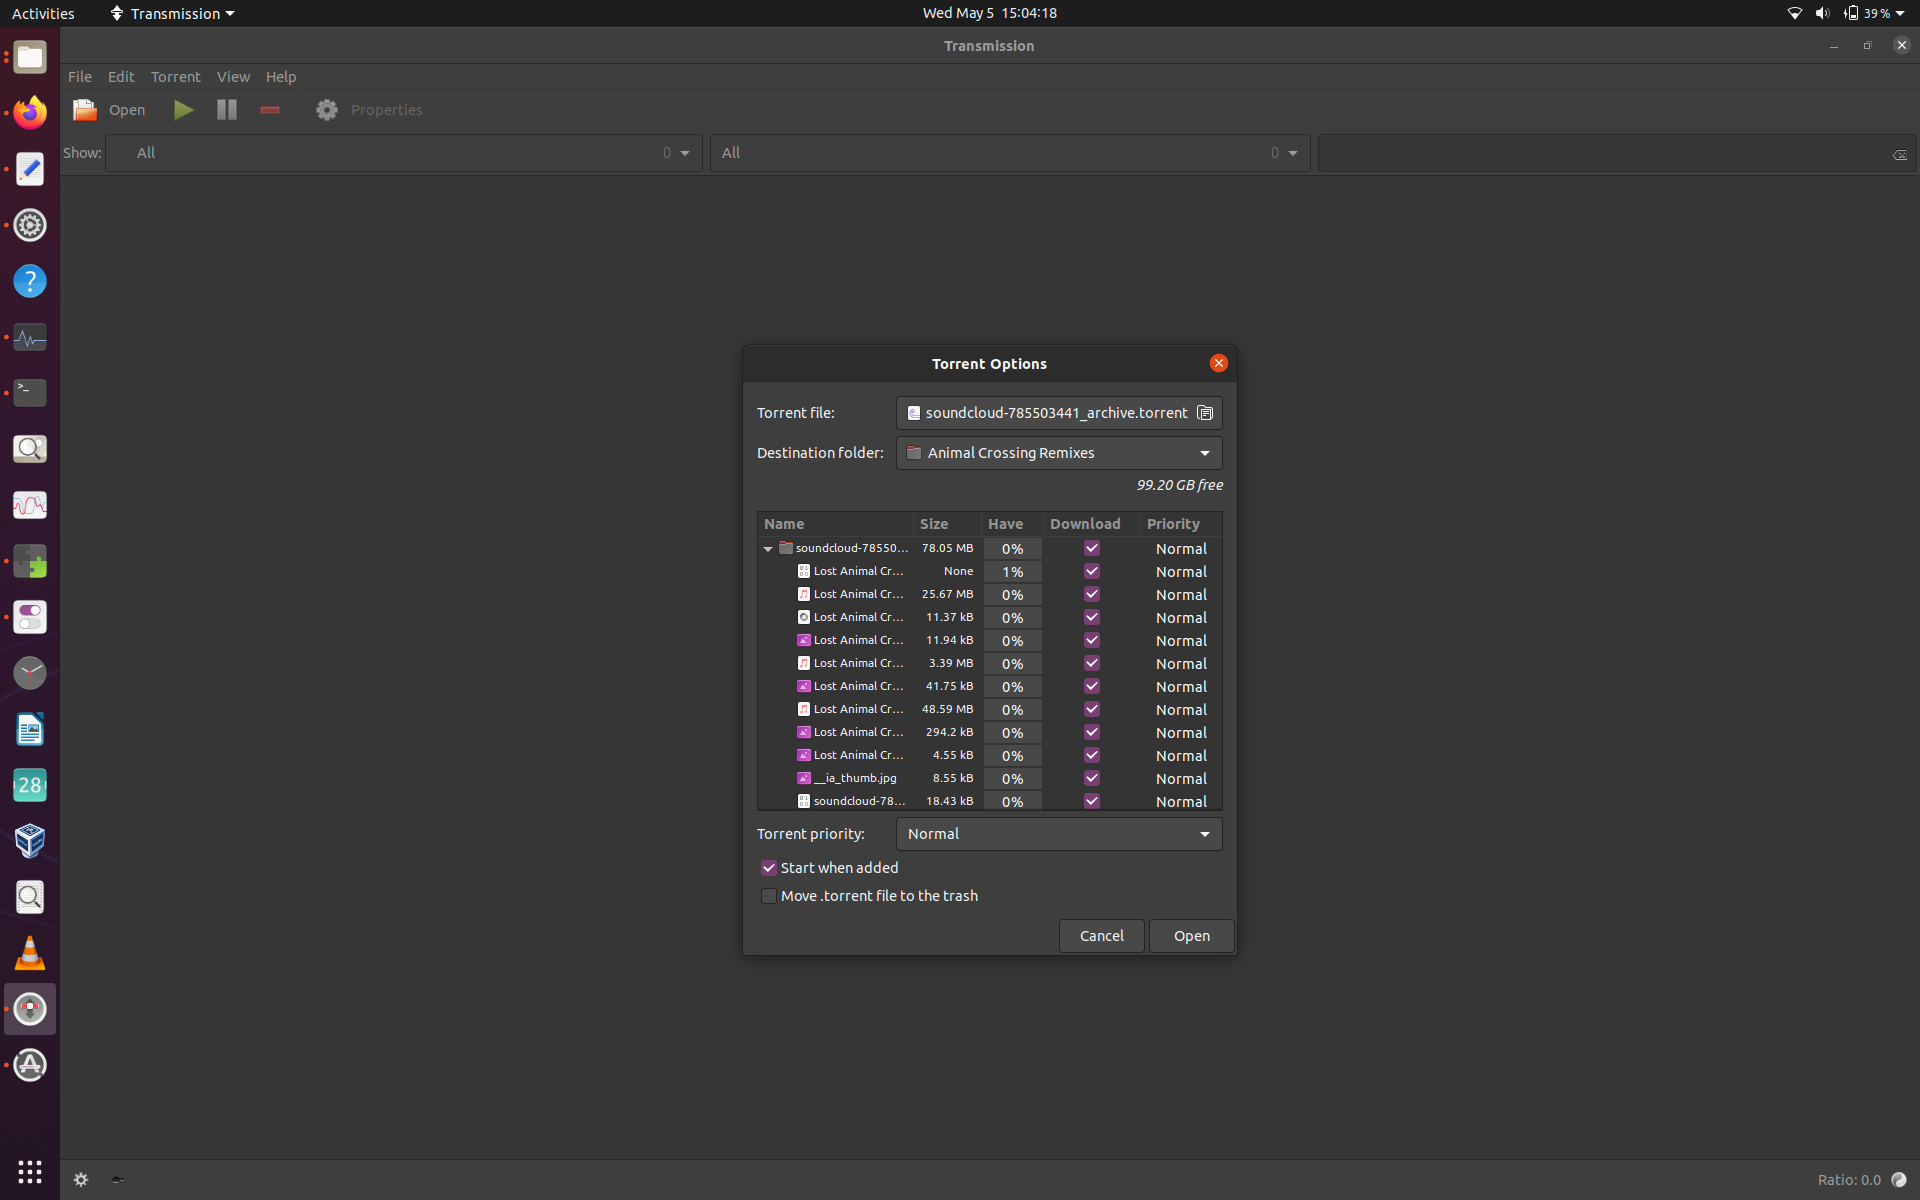 Activities
Transmission
Wed May 5 15:04:18
39 %
Transmission
File Edit Torrent View Help
Open
Properties
Show:
All 0
All 0
Torrent Options
Torrent file: soundcloud-785503441_archive.torrent
Destination folder: Animal Crossing Remixes
99.20 GB free
Name Size Have Download Priority
soundcloud-78550... 78.05 MB 0% Normal
Lost Animal Cr... None 1% Normal
Lost Animal Cr... 25.67 MB 0% Normal
Lost Animal Cr... 11.37 kB 0% Normal
Lost Animal Cr... 11.94 kB 0% Normal
Lost Animal Cr... 3.39 MB 0% Normal
Lost Animal Cr... 41.75 kB 0% Normal
Lost Animal Cr... 48.59 MB 0% Normal
Lost Animal Cr... 294.2 kB 0% Normal
Lost Animal Cr... 4.55 kB 0% Normal
__ia_thumb.jpg 8.55 kB 0% Normal
soundcloud-78... 18.43 kB 0% Normal
Torrent priority: Normal
Start when added
Move .torrent file to the trash
Cancel Open
28
Ratio: 0.0